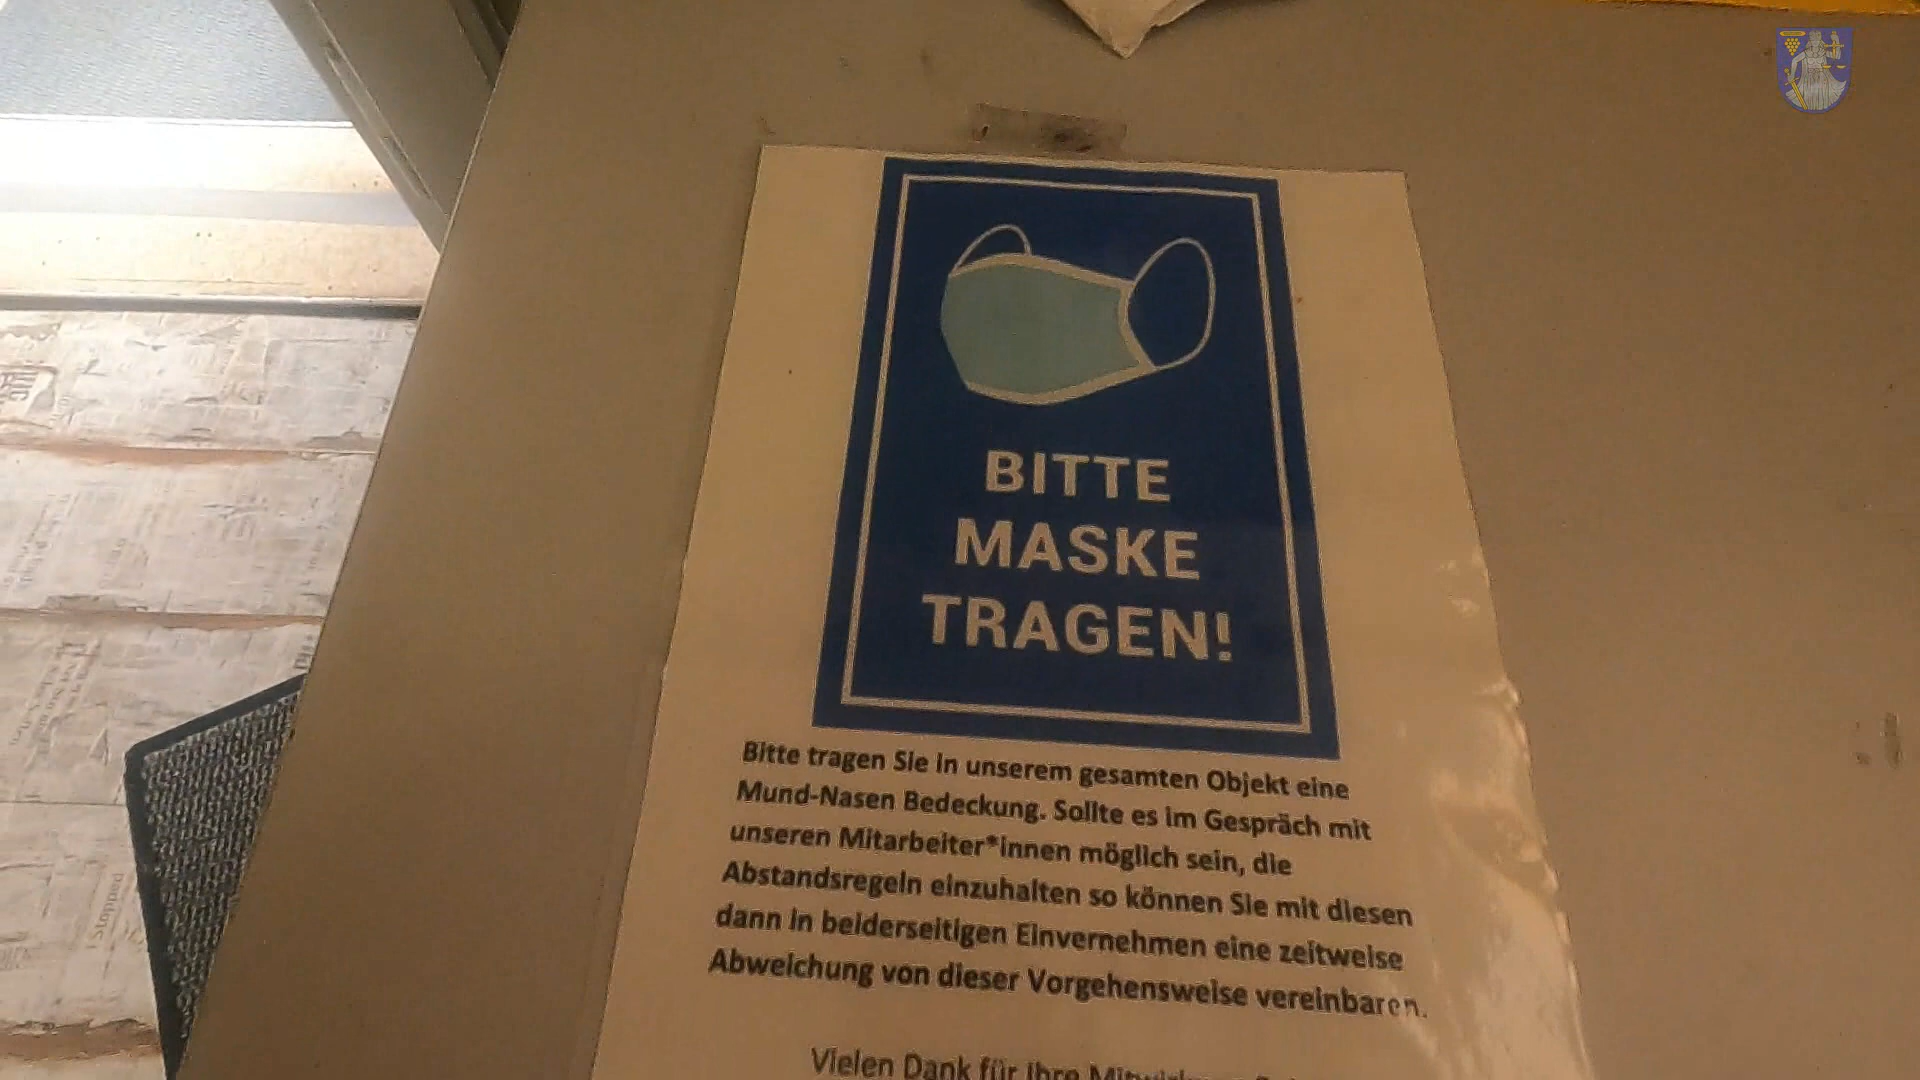 BITTE
MASKE
TRAGEN!
Bitte tragen Sie in unserem gesamten Objekt eine
Mund-Nasen Bedeckung. Sollte es im Gespräch mit
unseren Mitarbeiter*innen möglich sein, die
Abstandsregeln einzuhalten so können Sie mit diesen
dann in beiderseitigen Einvernehmen eine zeitweise
Abweichung von dieser Vorgehensweise vereinbaren.
Vielen Dank für Ihre